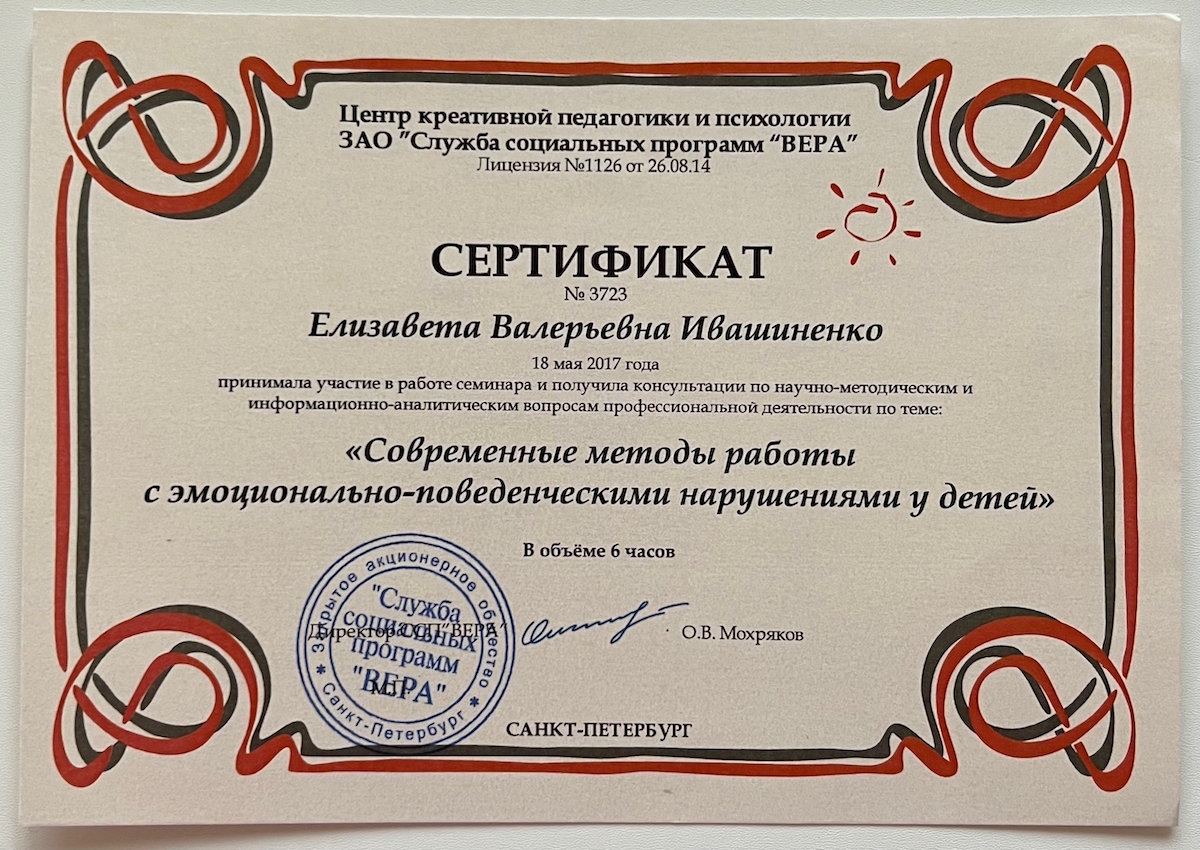 Центр креативной педагогики и психологии
ЗАО "Служба социальных программ “ВЕРА”
Лицензия №1126 от 26.08.14
СЕРТИФИКАТ
№ 3723
Елизавета Валерьевна Ивашиненко
18 мая 2017 года
принимала участие в работе семинара и получила консультации по научно-методическим и
информационно-аналитическим вопросам профессиональной деятельности по теме:
«Современные методы работы
с эмоционально-поведенческими нарушениями у детей»
В объёме 6 часов
Закрытое акционерное общество
"Служба
социальных
программ
"ВЕРА"
* Санкт-Петербург *
Директор ССП “ВЕРА”
О.В. Мохряков
М.П.
САНКТ-ПЕТЕРБУРГ